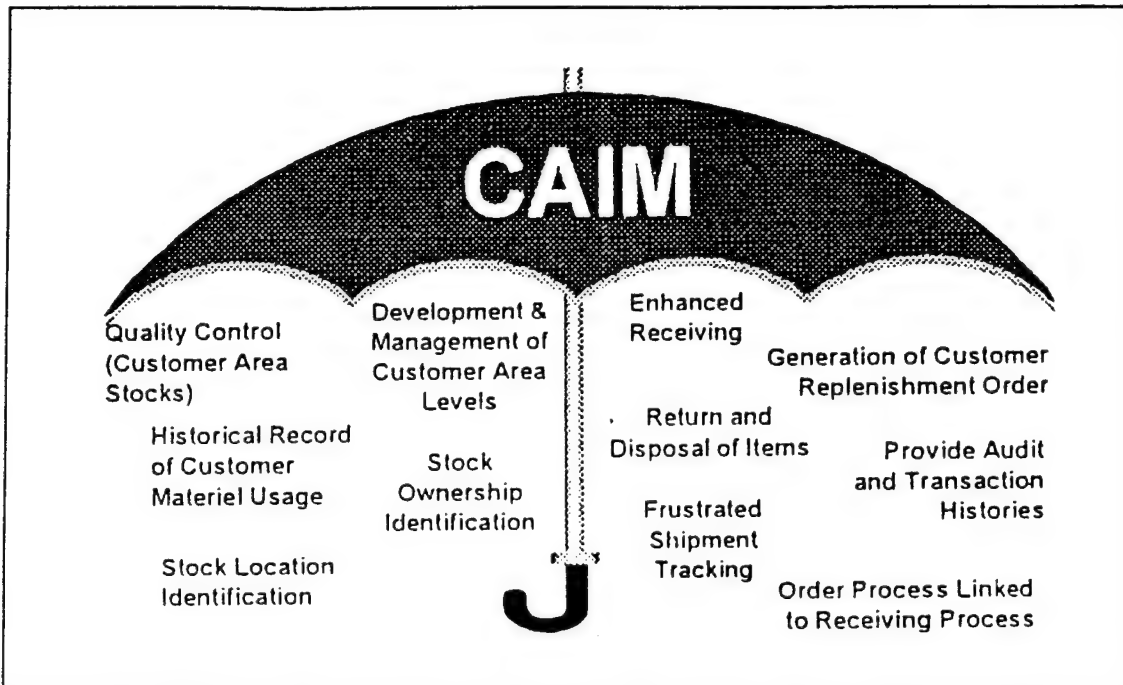 CAIM
Quality Control
(Customer Area
Stocks)
Historical Record
of Customer
Materiel Usage
Stock Location
Identification
Development &
Management of
Customer Area
Levels
Stock
Ownership
Identification
Enhanced
Receiving
Return and
Disposal of Items
Frustrated
Shipment
Tracking
Generation of Customer
Replenishment Order
Provide Audit
and Transaction
Histories
Order Process Linked
to Receiving Process